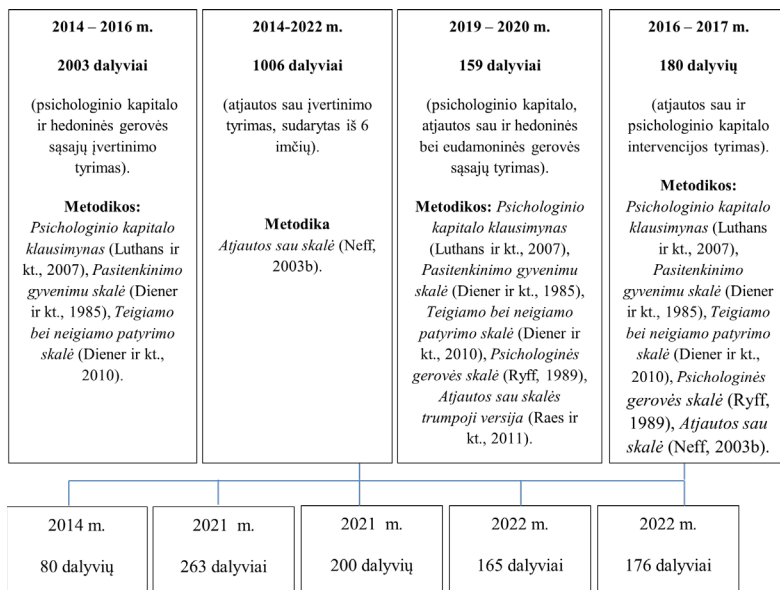 2014 – 2016 m.
2003 dalyviai
(psichologinio kapitalo
ir hedoninės gerovės
sąsajų įvertinimo
tyrimas).
Metodikos:
Psichologinio kapitalo
klausimynas (Luthans ir
kt., 2007), Pasitenkinimo
gyvenimu skalė (Diener
ir kt., 1985), Teigiamo
bei neigiamo patyrimo
skalė (Diener ir kt.,
2010).
2014-2022 m.
1006 dalyviai
(atjautos sau įvertinimo
tyrimas, sudarytas iš 6
imčių).
Metodika
Atjautos sau skalė (Neff,
2003b).
2019 – 2020 m.
159 dalyviai
(psichologinio kapitalo,
atjautos sau ir hedoninės
bei eudamoninės gerovės
sąsajų tyrimas).
Metodikos: Psichologinio
kapitalo klausimynas
(Luthans ir kt., 2007),
Pasitenkinimo gyvenimu
skalė (Diener ir kt., 1985),
Teigiamo bei neigiamo
patyrimo skalė (Diener ir
kt., 2010), Psichologinės
gerovės skalė (Ryff, 1989),
Atjautos sau skalės
trumpoji versija (Raes ir
kt., 2011).
2016 – 2017 m.
180 dalyvių
(atjautos sau ir
psichologinio kapitalo
intervencijos tyrimas).
Metodikos:
Psichologinio kapitalo
klausimynas (Luthans
ir kt., 2007),
Pasitenkinimo
gyvenimu skalė (Diener
ir kt., 1985), Teigiamo
bei neigiamo patyrimo
skalė (Diener ir kt.,
2010), Psichologinės
gerovės skalė (Ryff,
1989), Atjautos sau
skalė (Neff, 2003b).
2014 m.
80 dalyvių
2021 m.
263 dalyviai
2021 m.
200 dalyvių
2022 m.
165 dalyviai
2022 m.
176 dalyviai